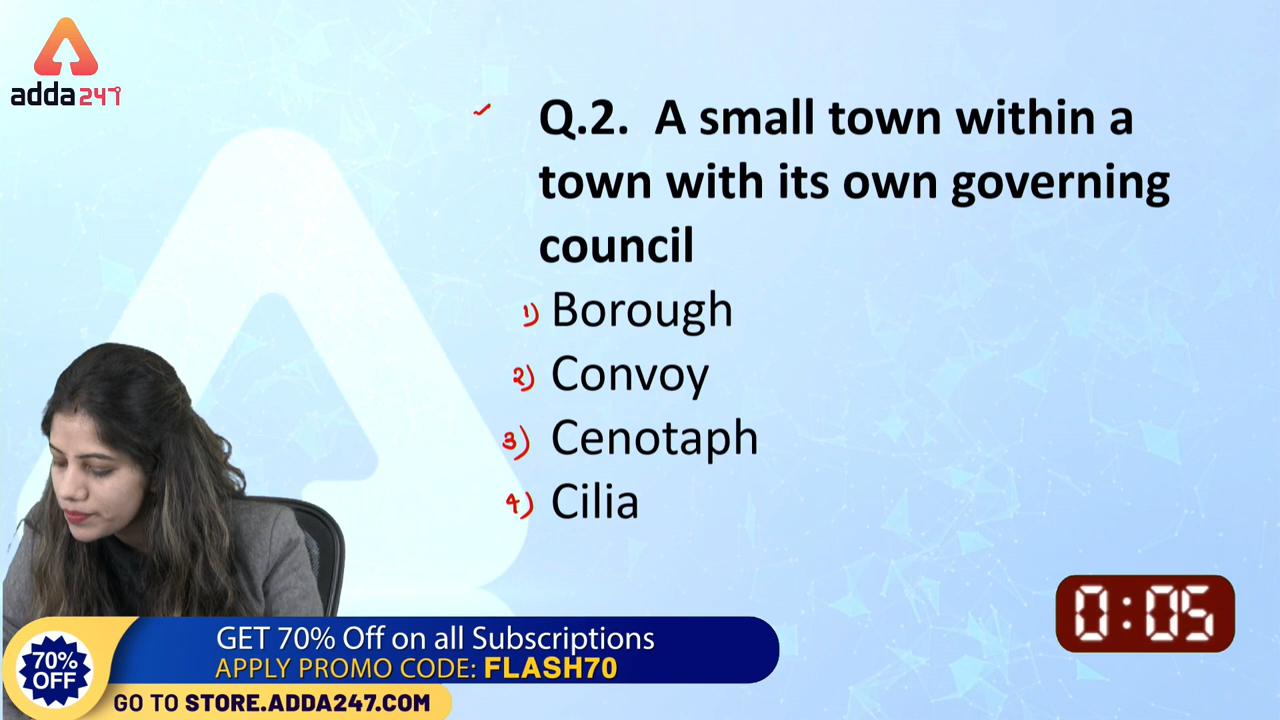 adda247
Q.2. A small town within a
town with its own governing
council
1) Borough
2) Convoy
3) Cenotaph
4) Cilia
0:05
GET 70% Off on all Subscriptions
70%
OFF
APPLY PROMO CODE: FLASH70
GO TO STORE.ADDA247.COM